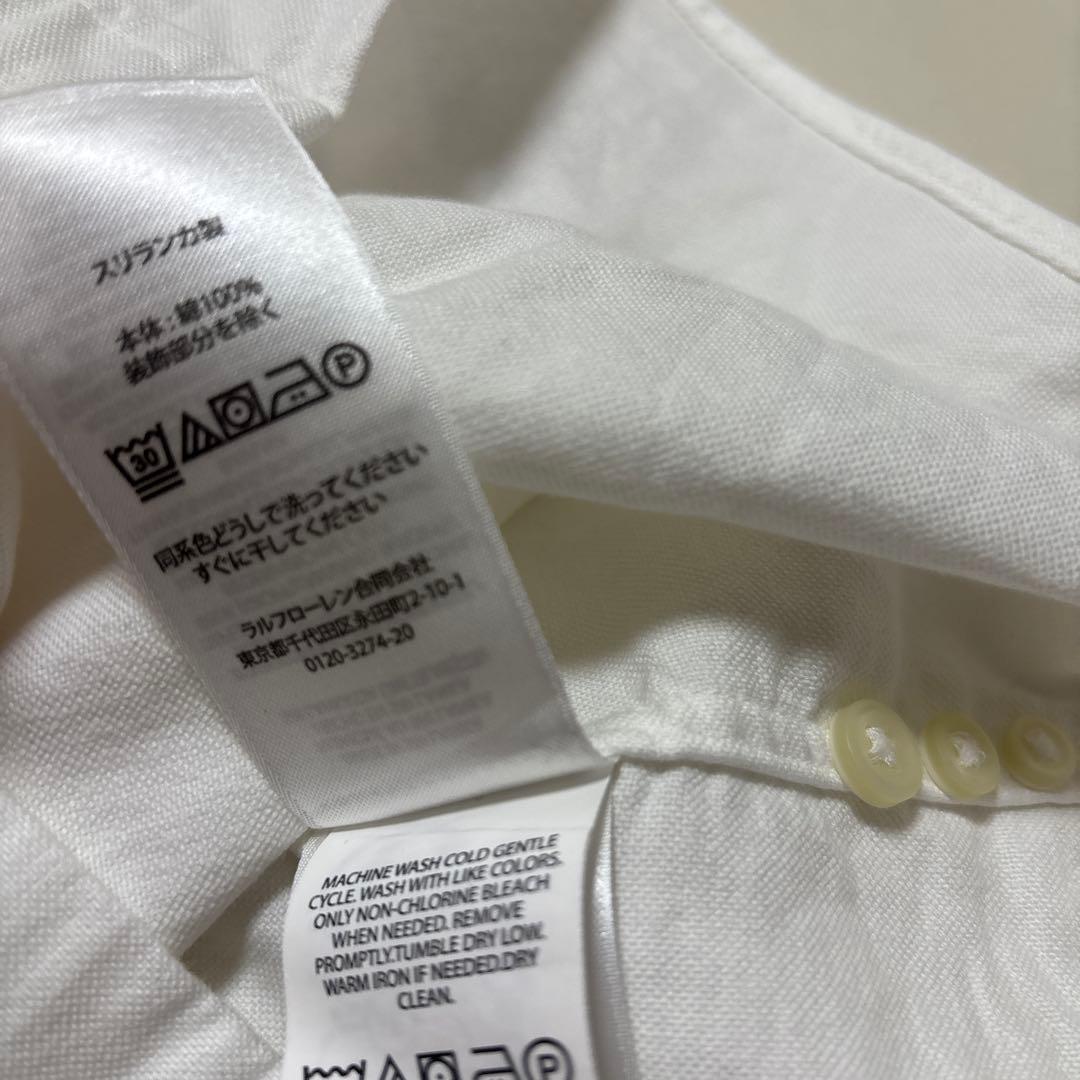 スリランカ製
本体：綿100%
装飾部分を除く
30
P
同系色どうしで洗ってください
すぐに干してください
ラルフローレン合同会社
東京都千代田区永田町2-10-1
0120-3274-20
MACHINE WASH COLD GENTLE
CYCLE. WASH WITH LIKE COLORS.
ONLY NON-CHLORINE BLEACH
WHEN NEEDED. REMOVE
PROMPTLY.TUMBLE DRY LOW.
WARM IRON IF NEEDED.DRY
CLEAN.
P